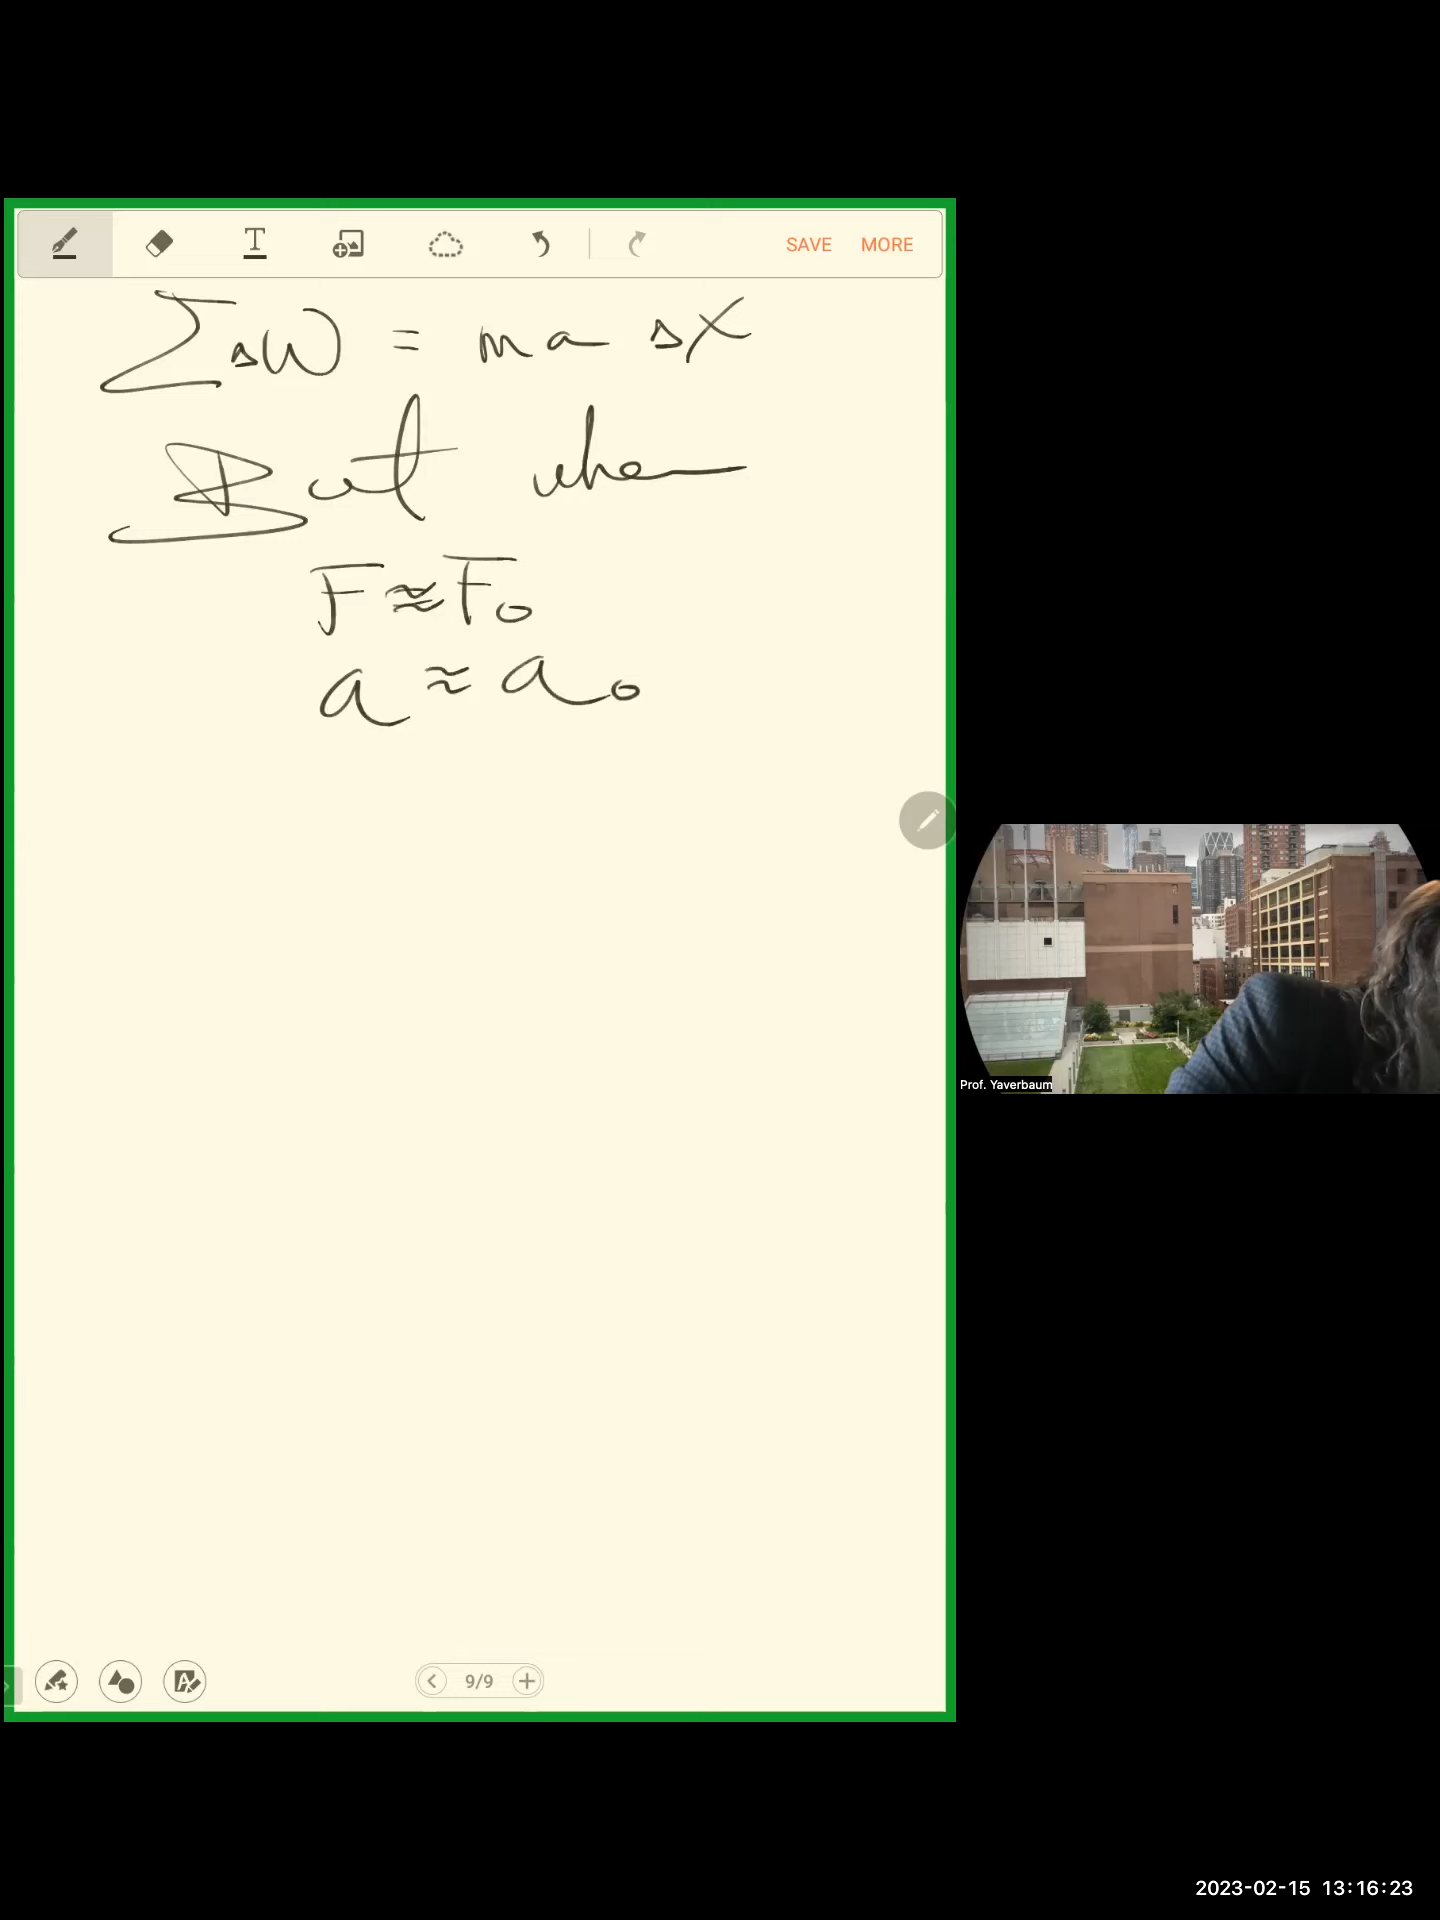 T SAVE MORE
ΣΔW = ma Δx
But when
F ≈ F₀
a ≈ a₀
Prof. Yaverbaum
A
9/9
2023-02-15 13:16:23